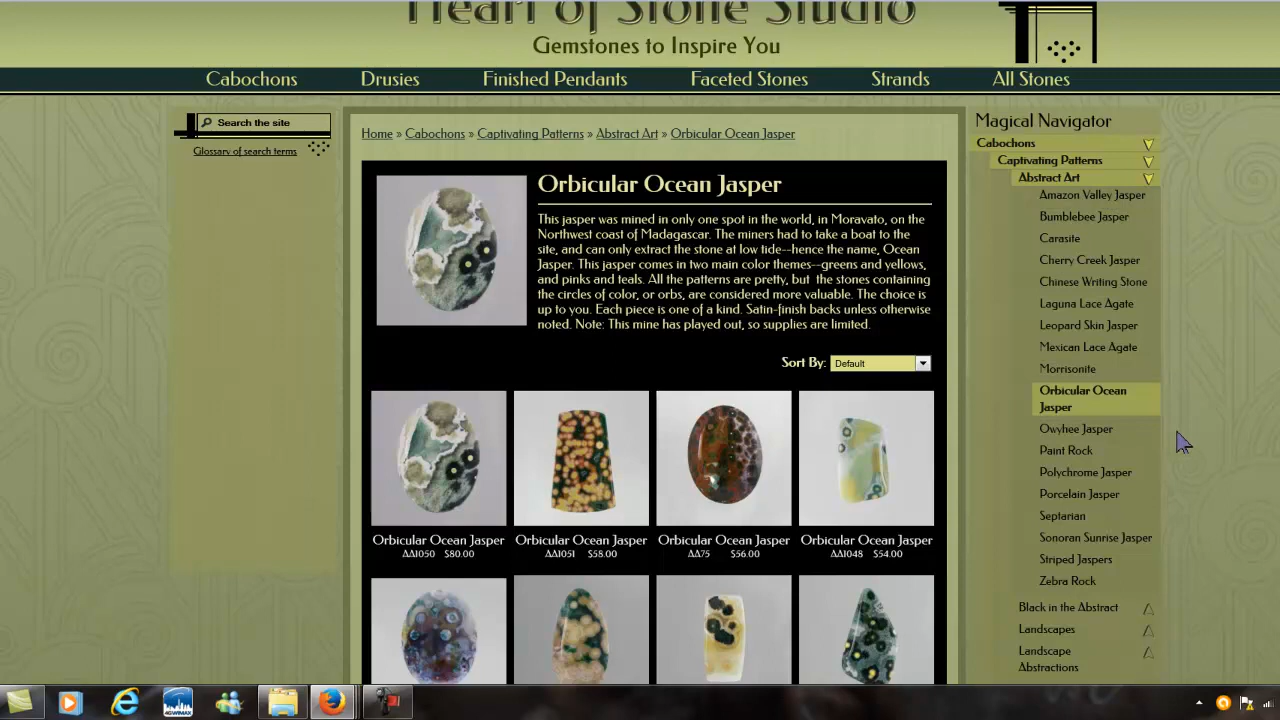 Heart of Stone Studio
Gemstones to Inspire You
Cabochons Drusies Finished Pendants Faceted Stones Strands All Stones
Search the site
Glossary of search terms
Home » Cabochons » Captivating Patterns » Abstract Art » Orbicular Ocean Jasper
Orbicular Ocean Jasper
This jasper was mined in only one spot in the world, in Moravato, on the
Northwest coast of Madagascar. The miners had to take a boat to the
site, and can only extract the stone at low tide--hence the name, Ocean
Jasper. This jasper comes in two main color themes--greens and yellows,
and pinks and teals. All the patterns are pretty, but the stones containing
the circles of color, or orbs, are considered more valuable. The choice is
up to you. Each piece is one of a kind. Satin-finish backs unless otherwise
noted. Note: This mine has played out, so supplies are limited.
Sort By: Default
Orbicular Ocean Jasper Orbicular Ocean Jasper Orbicular Ocean Jasper Orbicular Ocean Jasper
AA1050 $80.00 AA1051 $58.00 AA75 $56.00 AA1048 $54.00
Magical Navigator
Cabochons
Captivating Patterns
Abstract Art
Amazon Valley Jasper
Bumblebee Jasper
Carasite
Cherry Creek Jasper
Chinese Writing Stone
Laguna Lace Agate
Leopard Skin Jasper
Mexican Lace Agate
Morrisonite
Orbicular Ocean
Jasper
Owyhee Jasper
Paint Rock
Polychrome Jasper
Porcelain Jasper
Septarian
Sonoran Sunrise Jasper
Striped Jaspers
Zebra Rock
Black in the Abstract
Landscapes
Landscape
Abstractions
4GWIMAX